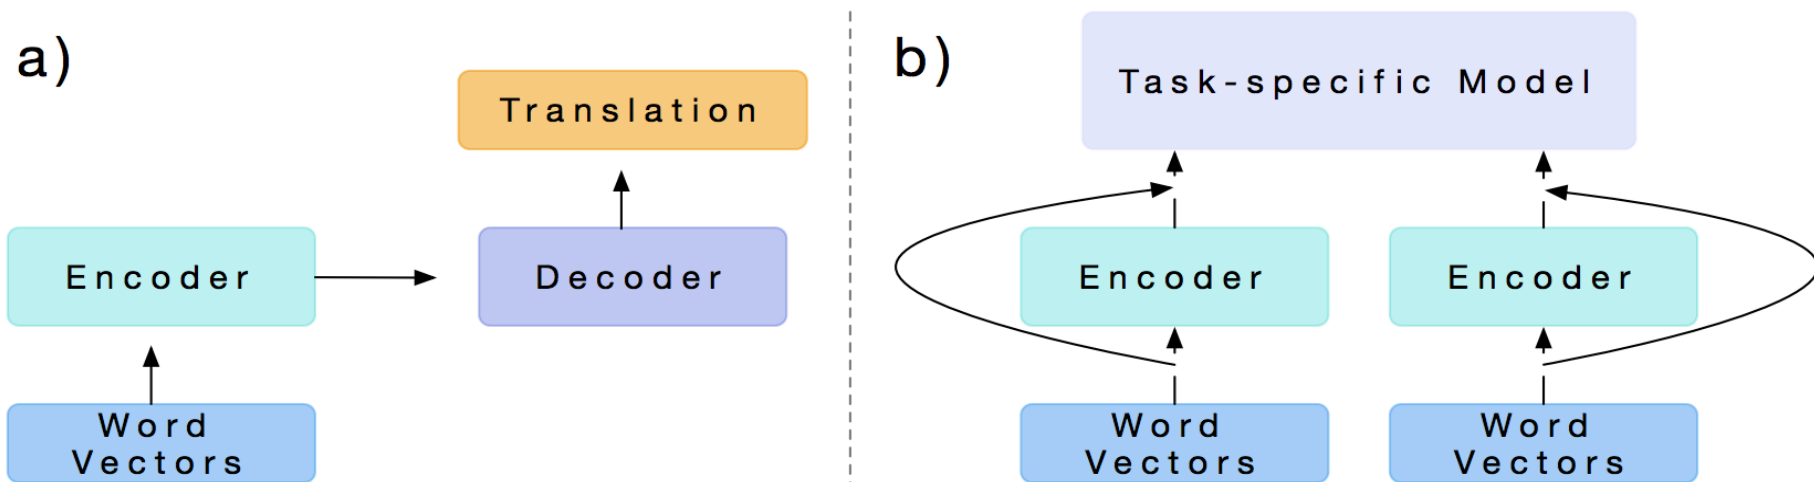 a)
Translation
Encoder
Decoder
Word
Vectors
b)
Task-specific Model
Encoder
Encoder
Word
Vectors
Word
Vectors